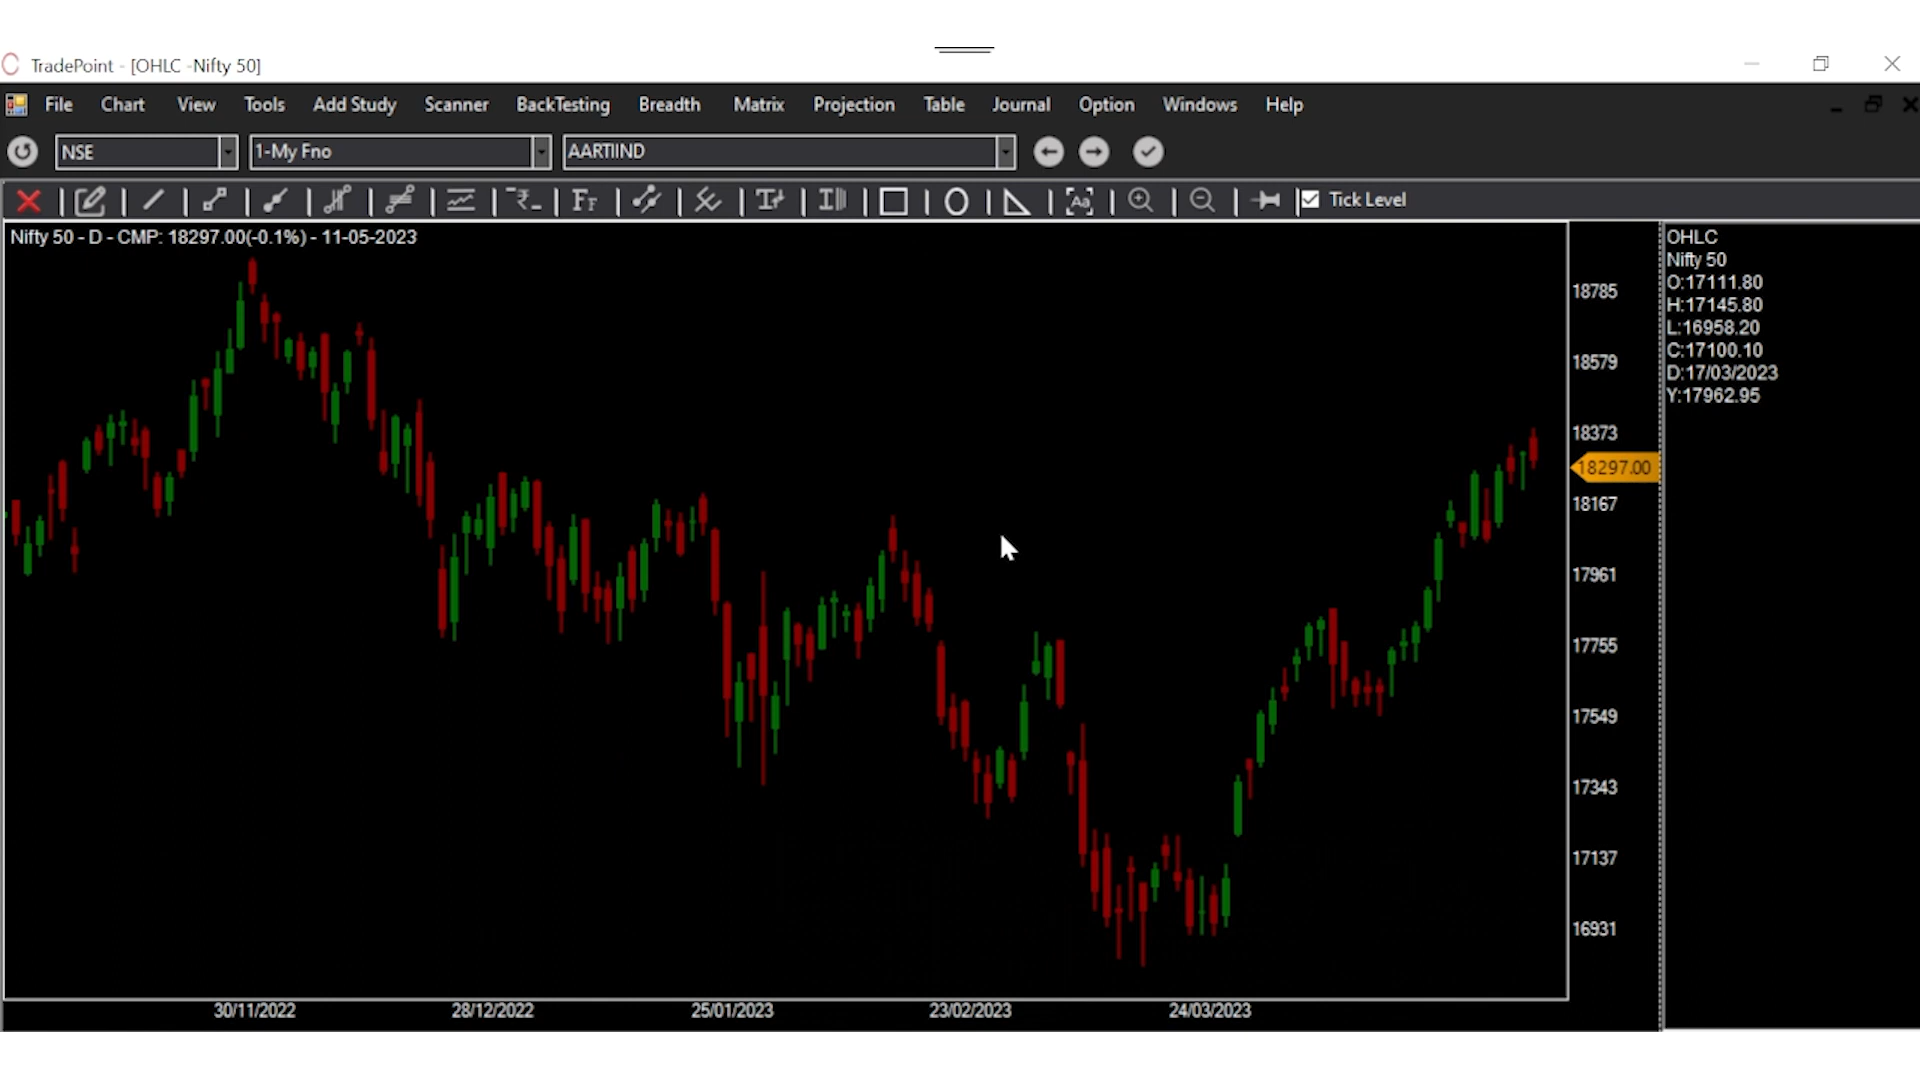 TradePoint - [OHLC -Nifty 50]
File Chart View Tools Add Study Scanner BackTesting Breadth Matrix Projection Table Journal Option Windows Help
NSE 1-My Fno AARTIIND
Tick Level
Nifty 50 - D - CMP: 18297.00(-0.1%) - 11-05-2023
18785
18579
18373
18297.00
18167
17961
17755
17549
17343
17137
16931
30/11/2022 28/12/2022 25/01/2023 23/02/2023 24/03/2023
OHLC
Nifty 50
O:17111.80
H:17145.80
L:16958.20
C:17100.10
D:17/03/2023
Y:17962.95